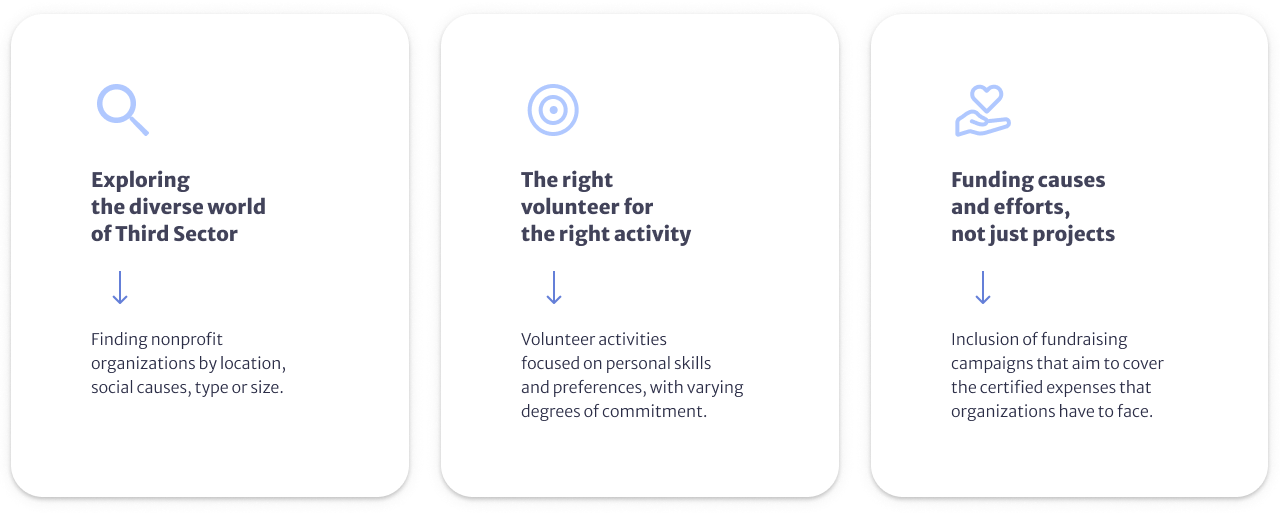 Exploring
the diverse world
of Third Sector
Finding nonprofit
organizations by location,
social causes, type or size.
The right
volunteer for
the right activity
Volunteer activities
focused on personal skills
and preferences, with varying
degrees of commitment.
Funding causes
and efforts,
not just projects
Inclusion of fundraising
campaigns that aim to cover
the certified expenses that
organizations have to face.